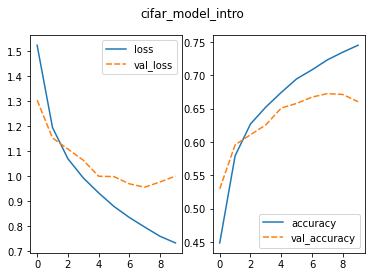 cifar_model_intro
1.5
1.4
1.3
1.2
1.1
1.0
0.9
0.8
0.7
0 2 4 6 8
loss
val_loss
0.75
0.70
0.65
0.60
0.55
0.50
0.45
0 2 4 6 8
accuracy
val_accuracy